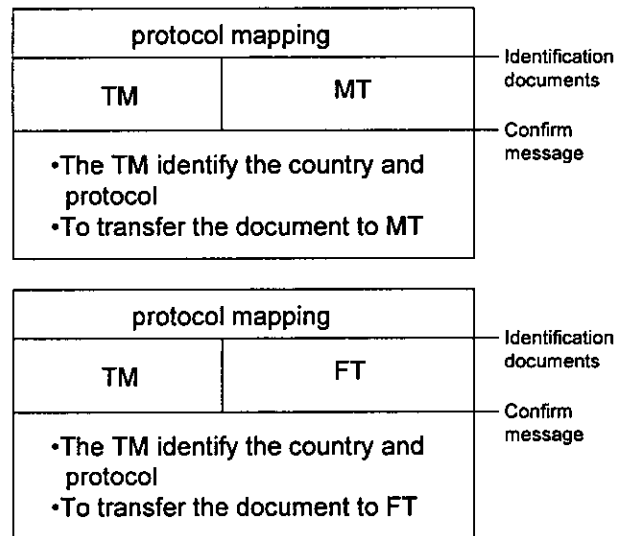 protocol mapping
Identification
documents
TM
MT
Confirm
message
•The TM identify the country and
protocol
•To transfer the document to MT
protocol mapping
Identification
documents
TM
FT
Confirm
message
•The TM identify the country and
protocol
•To transfer the document to FT